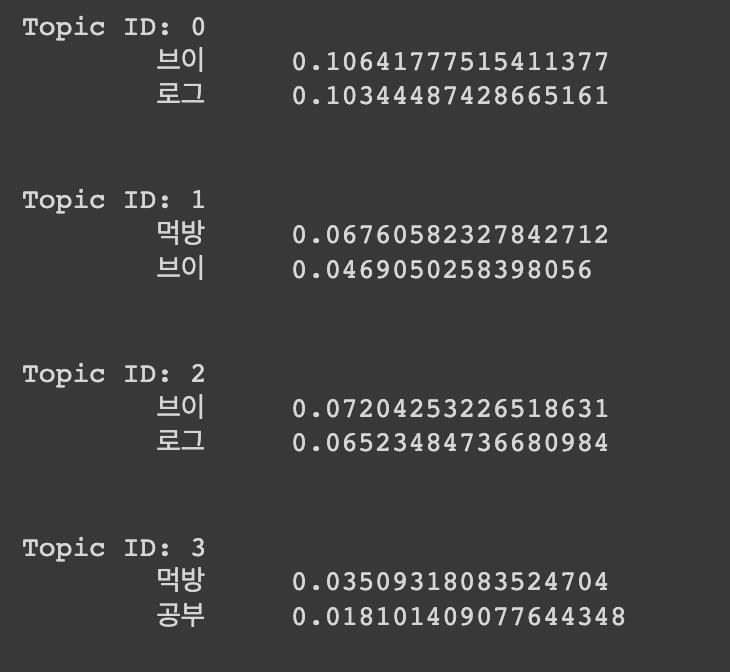 Topic ID: 0
브이 0.10641777515411377
로그 0.10344487428665161
Topic ID: 1
먹방 0.06760582327842712
브이 0.0469050258398056
Topic ID: 2
브이 0.07204253226518631
로그 0.06523484736680984
Topic ID: 3
먹방 0.03509318083524704
공부 0.018101409077644348